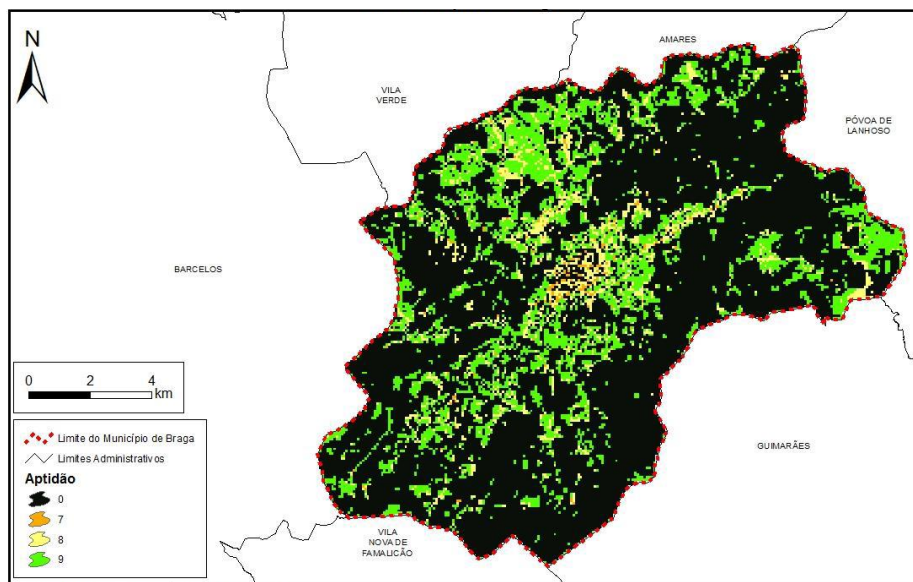 N
AMARES
VILA
VERDE
PÓVOA DE
LANHOSO
BARCELOS
0 2 4
km
GUIMARÃES
Limite do Município de Braga
Limites Administrativos
Aptidão
0
7
8
9
VILA
NOVA DE
FAMALICÃO